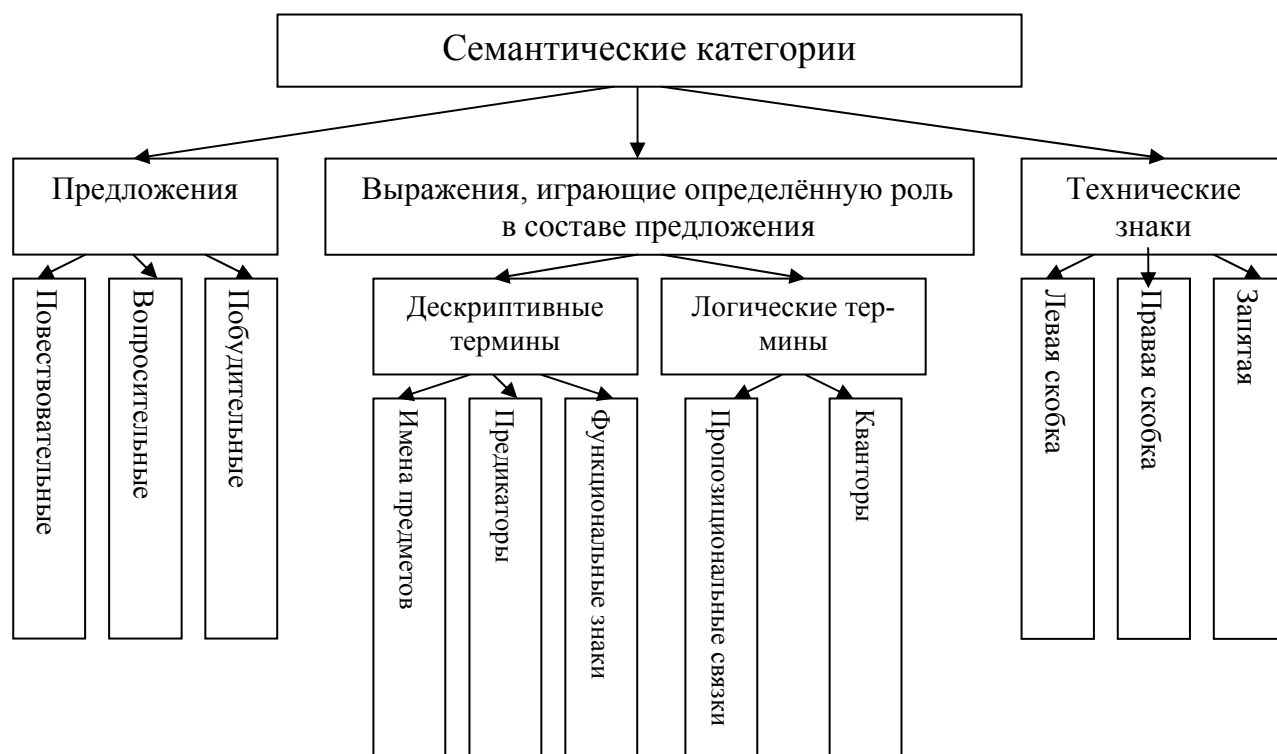 Семантические категории
Предложения
Выражения, играющие определённую роль
в составе предложения
Технические
знаки
Повествовательные
Вопросительные
Побудительные
Дескриптивные
термины
Логические тер-
мины
Левая скобка
Правая скобка
Запятая
Имена предметов
Предикаторы
Функциональные знаки
Пропозициональные связки
Кванторы